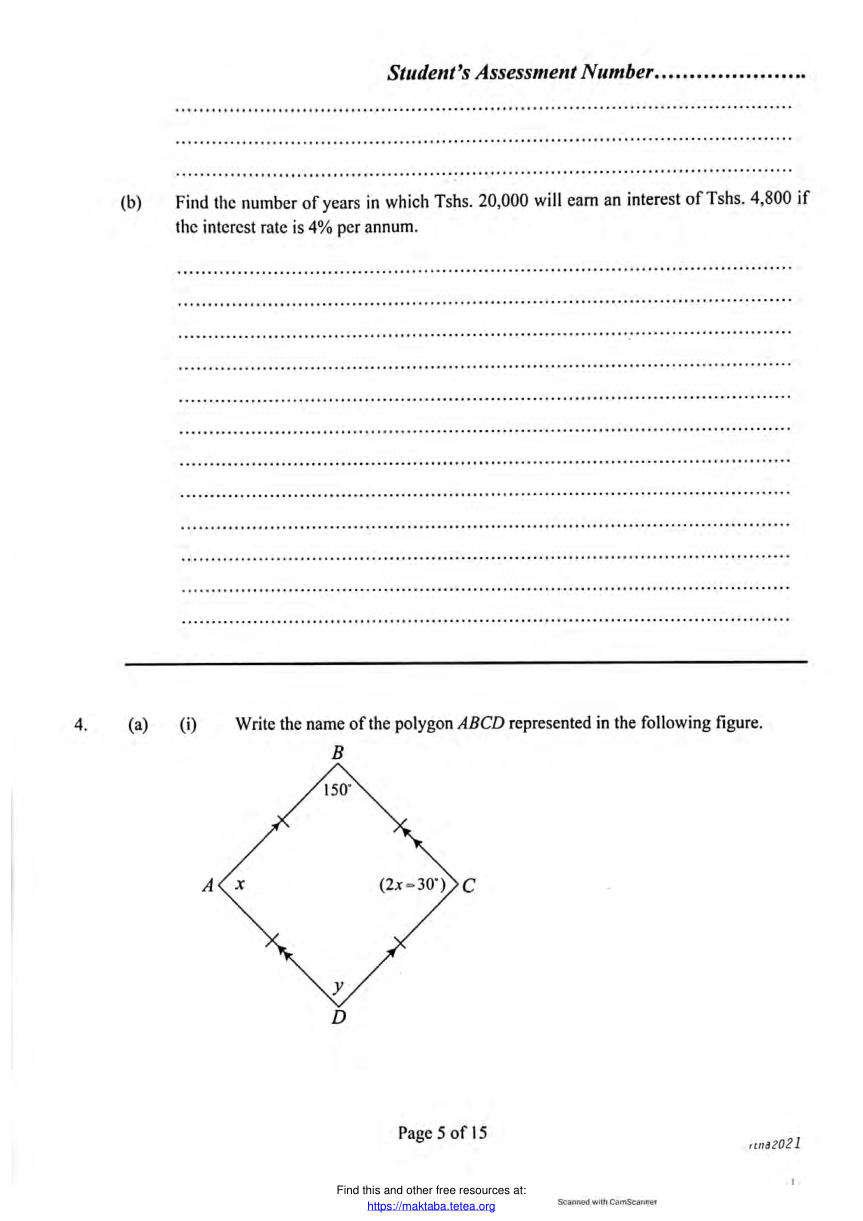 Student's Assessment Number......................
....................................................................................................
....................................................................................................
....................................................................................................
(b) Find the number of years in which Tshs. 20,000 will earn an interest of Tshs. 4,800 if
the interest rate is 4% per annum.
....................................................................................................
....................................................................................................
....................................................................................................
....................................................................................................
....................................................................................................
....................................................................................................
....................................................................................................
....................................................................................................
....................................................................................................
....................................................................................................
....................................................................................................
....................................................................................................
4. (a) (i) Write the name of the polygon ABCD represented in the following figure.
B
150°
A x (2x-30°) C
y
D
Page 5 of 15
rtna2021
Find this and other free resources at:
https://maktaba.tetea.org
Scanned with CamScanner